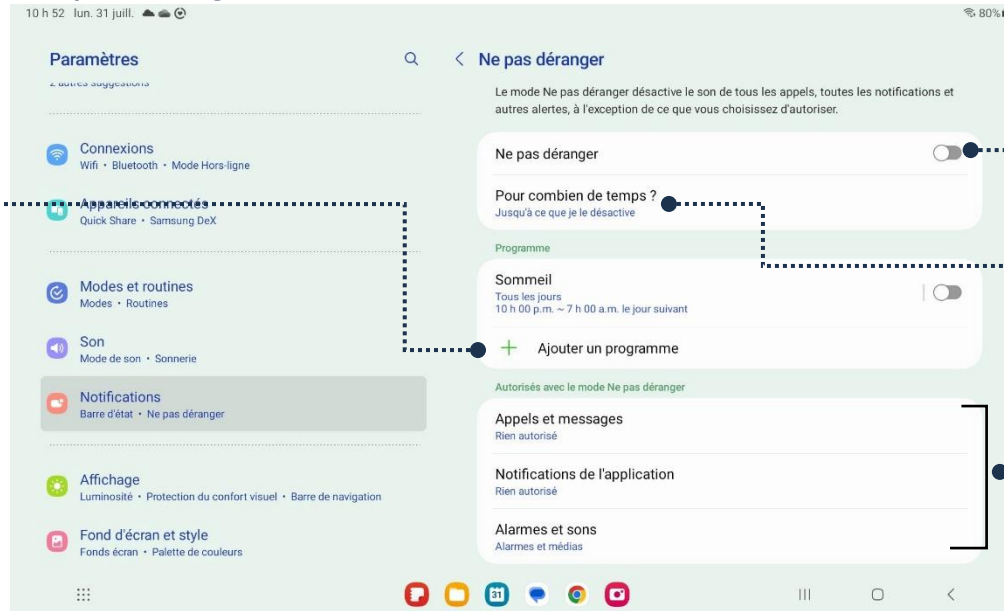 10 h 52 lun. 31 juill.
80%
Paramètres
2 autres suggestions
Connexions
Wifi • Bluetooth • Mode Hors-ligne
Appareils connectés
Quick Share • Samsung DeX
Modes et routines
Modes • Routines
Son
Mode de son • Sonnerie
Notifications
Barre d'état • Ne pas déranger
Affichage
Luminosité • Protection du confort visuel • Barre de navigation
Fond d'écran et style
Fonds écran • Palette de couleurs
Ne pas déranger
Le mode Ne pas déranger désactive le son de tous les appels, toutes les notifications et
autres alertes, à l'exception de ce que vous choisissez d'autoriser.
Ne pas déranger
Pour combien de temps ?
Jusqu'à ce que je le désactive
Programme
Sommeil
Tous les jours
10 h 00 p.m. ~ 7 h 00 a.m. le jour suivant
Ajouter un programme
Autorisés avec le mode Ne pas déranger
Appels et messages
Rien autorisé
Notifications de l'application
Rien autorisé
Alarmes et sons
Alarmes et médias
31